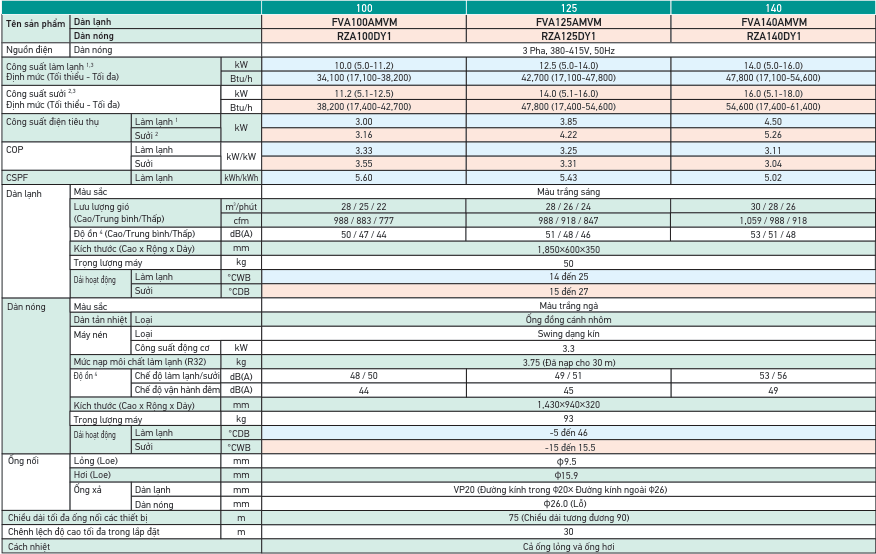 100 125 140
Tên sản phẩm Dàn lạnh FVA100AMVM FVA125AMVM FVA140AMVM
Dàn nóng RZA100DY1 RZA125DY1 RZA140DY1
Nguồn điện Dàn nóng 3 Pha, 380-415V, 50Hz
Công suất làm lạnh 1,3 kW 10.0 (5.0-11.2) 12.5 (5.0-14.0) 14.0 (5.0-16.0)
Định mức (Tối thiểu - Tối đa) Btu/h 34,100 (17,100-38,200) 42,700 (17,100-47,800) 47,800 (17,100-54,600)
Công suất sưởi 2,3 kW 11.2 (5.1-12.5) 14.0 (5.1-16.0) 16.0 (5.1-18.0)
Định mức (Tối thiểu - Tối đa) Btu/h 38,200 (17,400-42,700) 47,800 (17,400-54,600) 54,600 (17,400-61,400)
Công suất điện tiêu thụ Làm lạnh 1 kW 3.00 3.85 4.50
Sưởi 2 3.16 4.22 5.26
COP Làm lạnh kW/kW 3.33 3.25 3.11
Sưởi 3.55 3.31 3.04
CSPF Làm lạnh kWh/kWh 5.60 5.43 5.02
Dàn lạnh Màu sắc Màu trắng sáng
Lưu lượng gió m³/phút 28 / 25 / 22 28 / 26 / 24 30 / 28 / 26
(Cao/Trung bình/Thấp) cfm 988 / 883 / 777 988 / 918 / 847 1,059 / 988 / 918
Độ ồn 4 (Cao/Trung bình/Thấp) dB(A) 50 / 47 / 44 51 / 48 / 46 53 / 51 / 48
Kích thước (Cao x Rộng x Dày) mm 1,850×600×350
Trọng lượng máy kg 50
Dải hoạt động Làm lạnh °CWB 14 đến 25
Sưởi °CDB 15 đến 27
Dàn nóng Màu sắc Màu trắng ngà
Dàn tản nhiệt Loại Ống đồng cánh nhôm
Máy nén Loại Swing dạng kín
Công suất động cơ kW 3.3
Mức nạp môi chất làm lạnh (R32) kg 3.75 (Đã nạp cho 30 m)
Độ ồn 4 Chế độ làm lạnh/sưởi dB(A) 48 / 50 49 / 51 53 / 56
Chế độ vận hành đêm dB(A) 44 45 49
Kích thước (Cao x Rộng x Dày) mm 1,430×940×320
Trọng lượng máy kg 93
Dải hoạt động Làm lạnh °CDB -5 đến 46
Sưởi °CWB -15 đến 15.5
Ống nối Lỏng (Loe) mm Φ9.5
Hơi (Loe) mm Φ15.9
Ống xả Dàn lạnh mm VP20 (Đường kính trong Φ20× Đường kính ngoài Φ26)
Dàn nóng mm Φ26.0 (Lỗ)
Chiều dài tối đa ống nối các thiết bị m 75 (Chiều dài tương đương 90)
Chênh lệch độ cao tối đa trong lắp đặt m 30
Cách nhiệt Cả ống lỏng và ống hơi